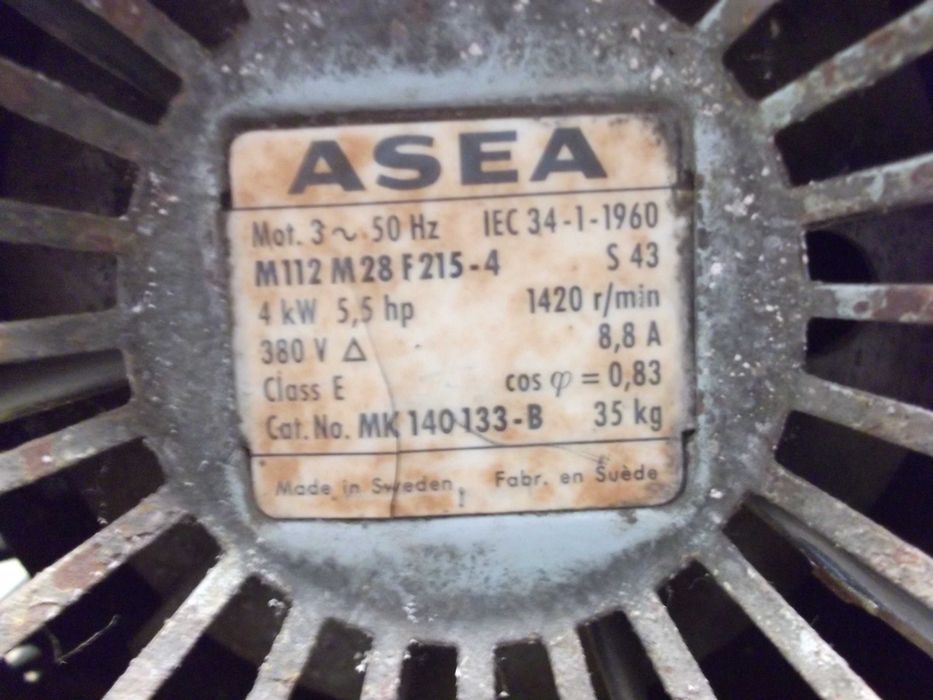 ASEA
Mot. 3 ~ 50 Hz IEC 34-1-1960
M112 M28 F215-4 S 43
4 kW 5,5 hp 1420 r/min
380 V Δ 8,8 A
Class E cos φ = 0,83
Cat. No. MK 140 133-B 35 kg
Made in Sweden Fabr. en Suède